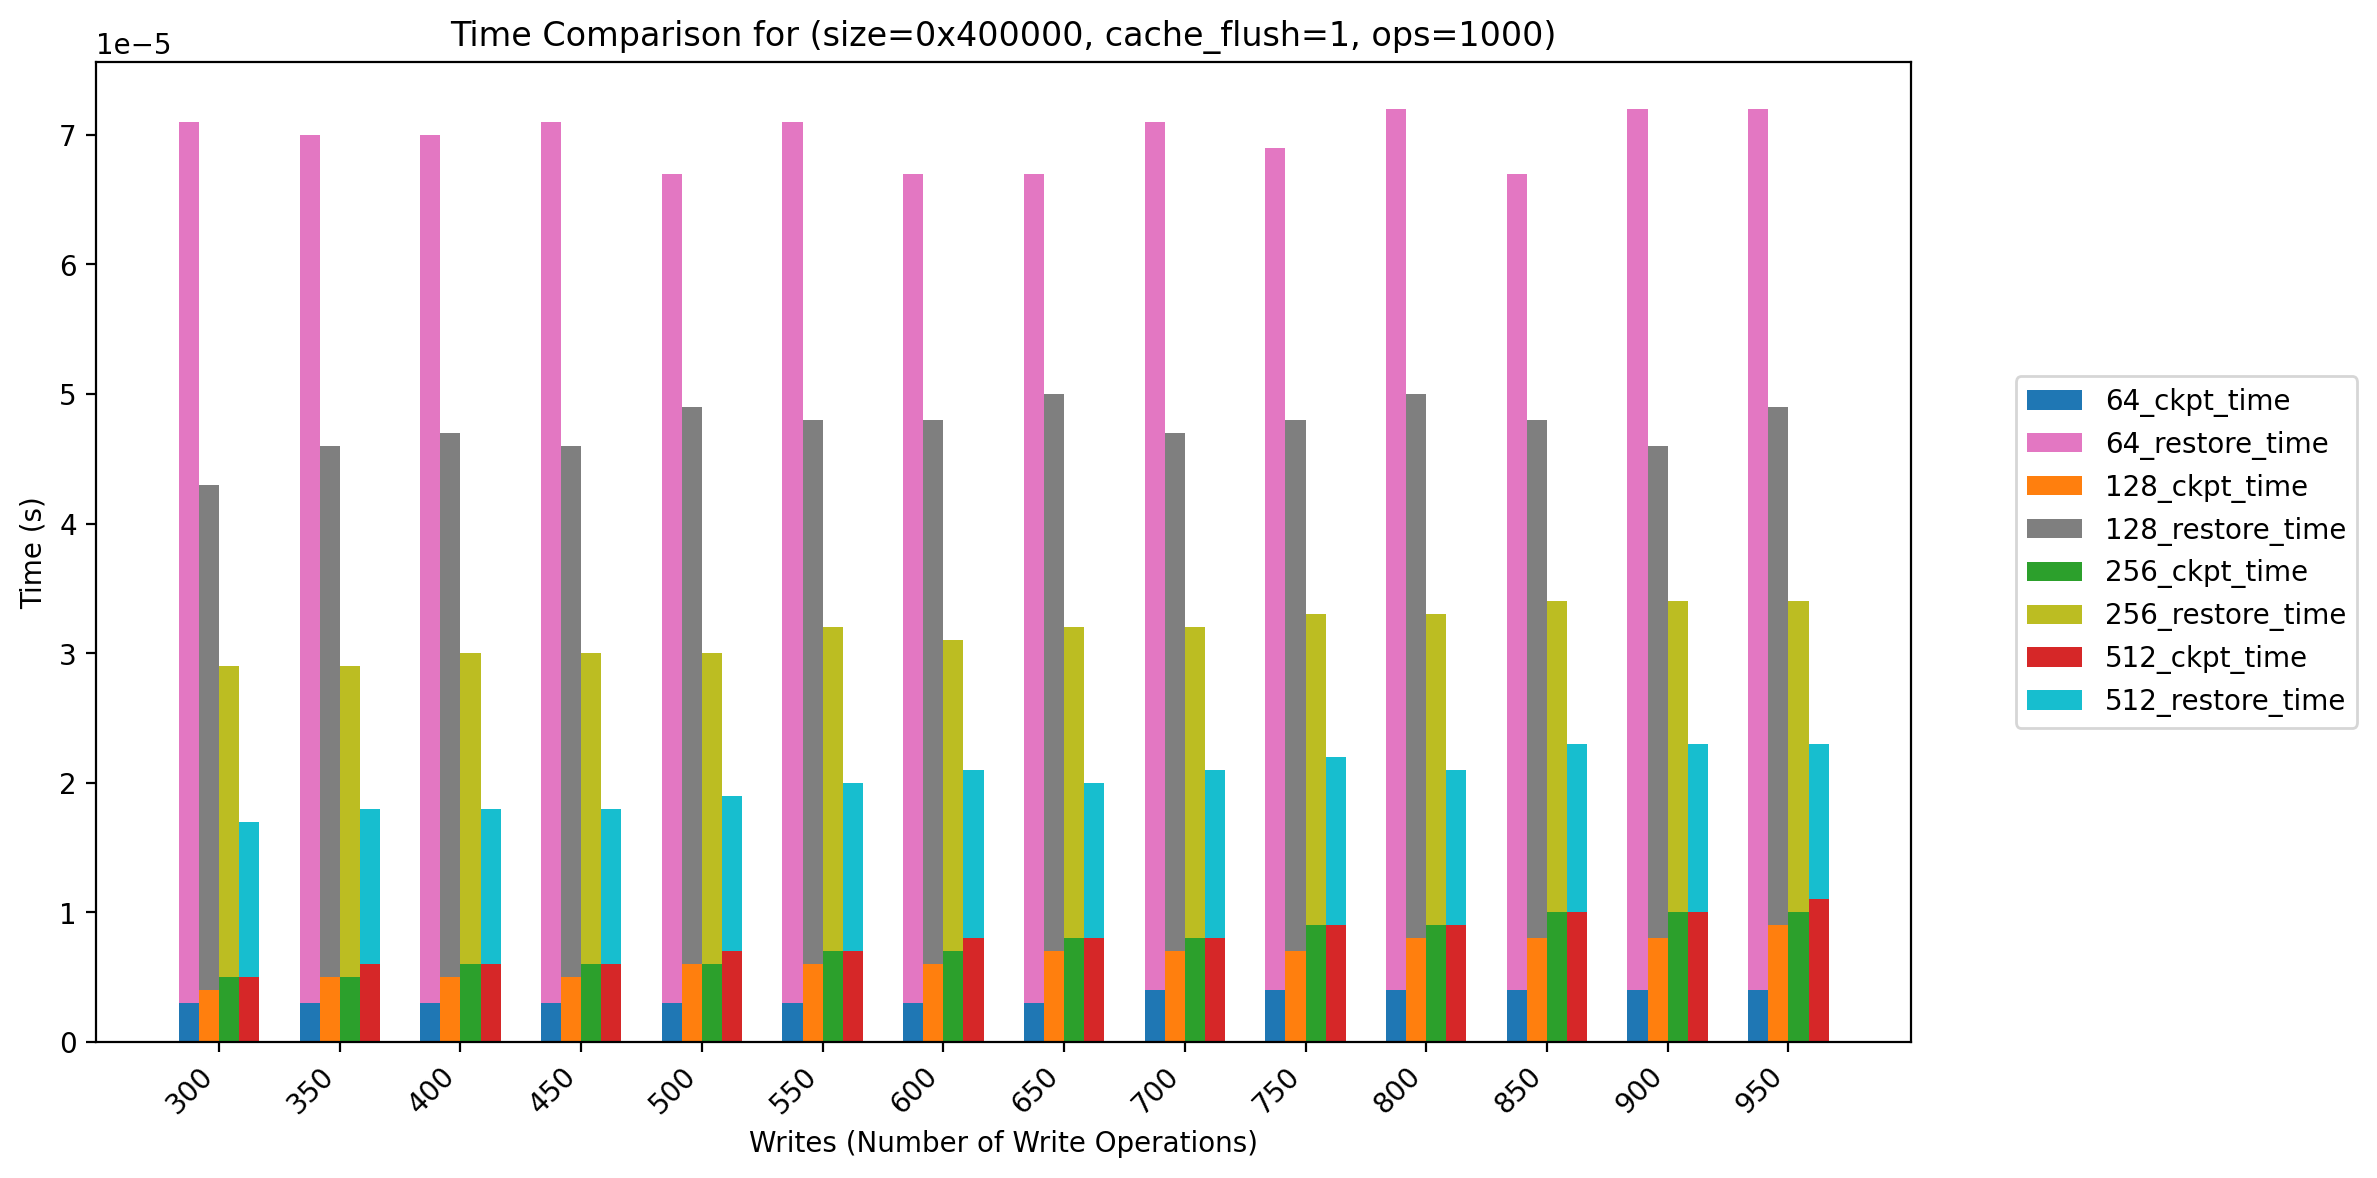 Time Comparison for (size=0x400000, cache_flush=1, ops=1000)
1e−5
7
6
5
4
3
2
1
0
Time (s)
300 350 400 450 500 550 600 650 700 750 800 850 900 950
Writes (Number of Write Operations)
64_ckpt_time
64_restore_time
128_ckpt_time
128_restore_time
256_ckpt_time
256_restore_time
512_ckpt_time
512_restore_time